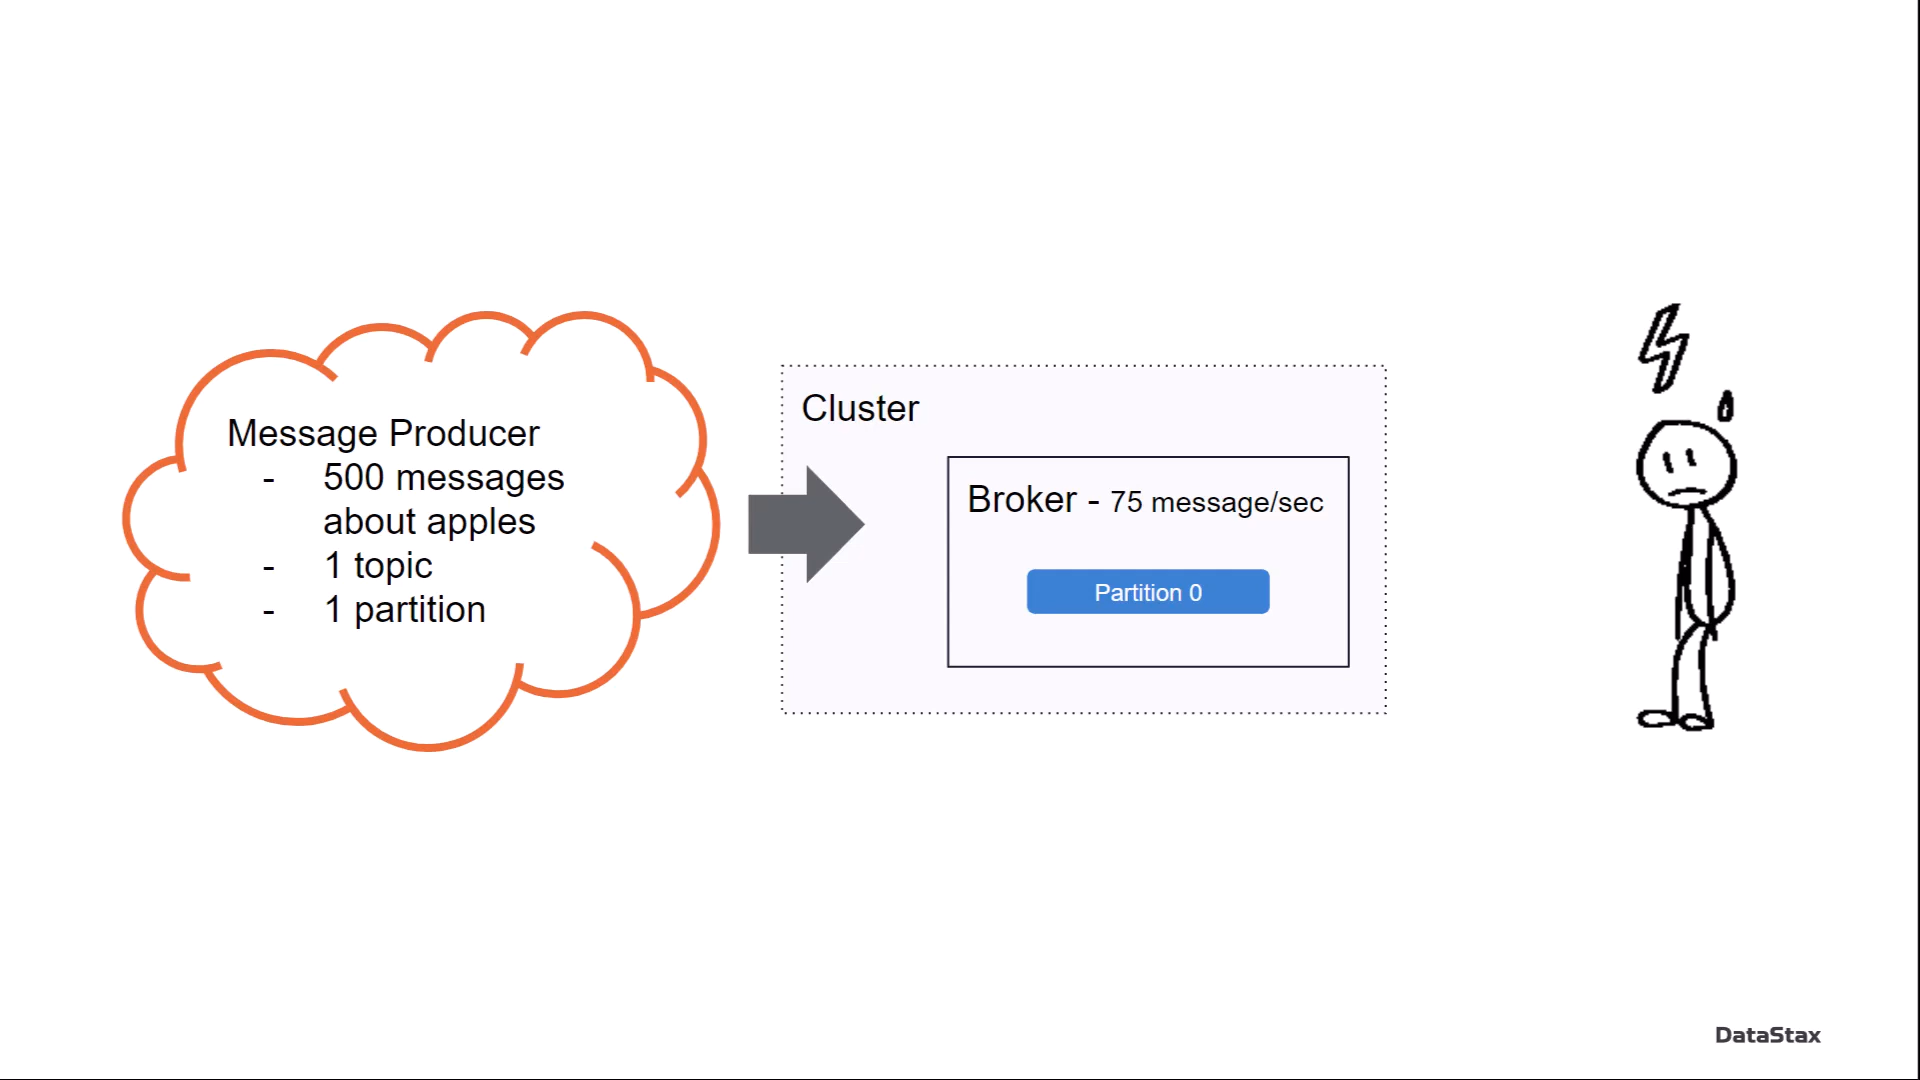 Message Producer
- 500 messages
about apples
- 1 topic
- 1 partition
Cluster
Broker - 75 message/sec
Partition 0
DataStax